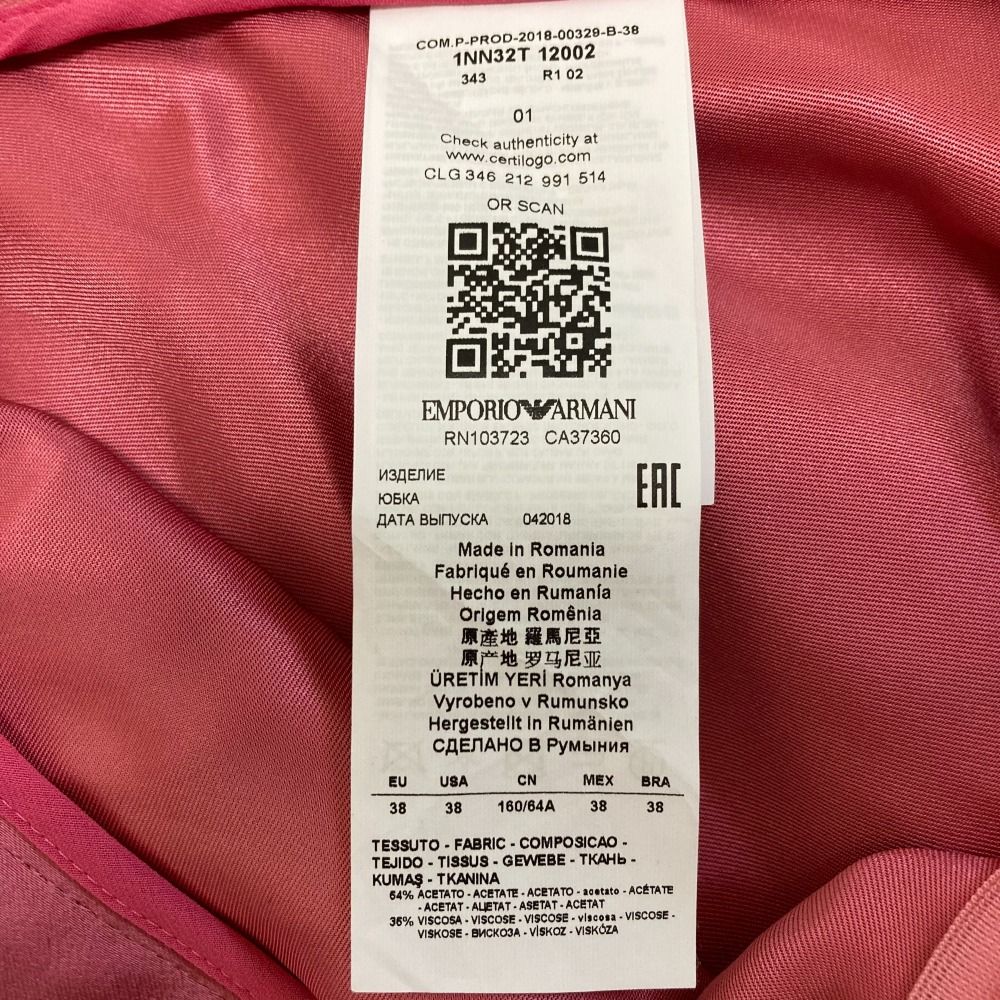 COM.P-PROD-2018-00329-B-38
1NN32T 12002
343 R1 02
01
Check authenticity at
www.certilogo.com
CLG 346 212 991 514
OR SCAN
EMPORIO ARMANI
RN103723 CA37360
ИЗДЕЛИЕ
ЮБКА
ДАТА ВЫПУСКА 042018
EAC
Made in Romania
Fabriqué en Roumanie
Hecho en Rumanía
Origem Romênia
原產地 羅馬尼亞
原产地 罗马尼亚
ÜRETİM YERİ Romanya
Vyrobeno v Rumunsko
Hergestellt in Rumänien
СДЕЛАНО В Румыния
EU USA CN MEX BRA
38 38 160/64A 38 38
TESSUTO - FABRIC - COMPOSICAO -
TEJIDO - TISSUS - GEWEBE - ТКАНЬ -
KUMAŞ - TKANINA
64% ACETATO - ACETATE - ACETATO - acetato - ACÉTATE
- ACETAT - АЦЕТАТ - ASETAT - ACETAT
36% VISCOSA - VISCOSE - VISCOSE - viscosa - VISCOSE -
VISKOSE - ВИСКОЗА - VİSKOZ - VISKÓZA